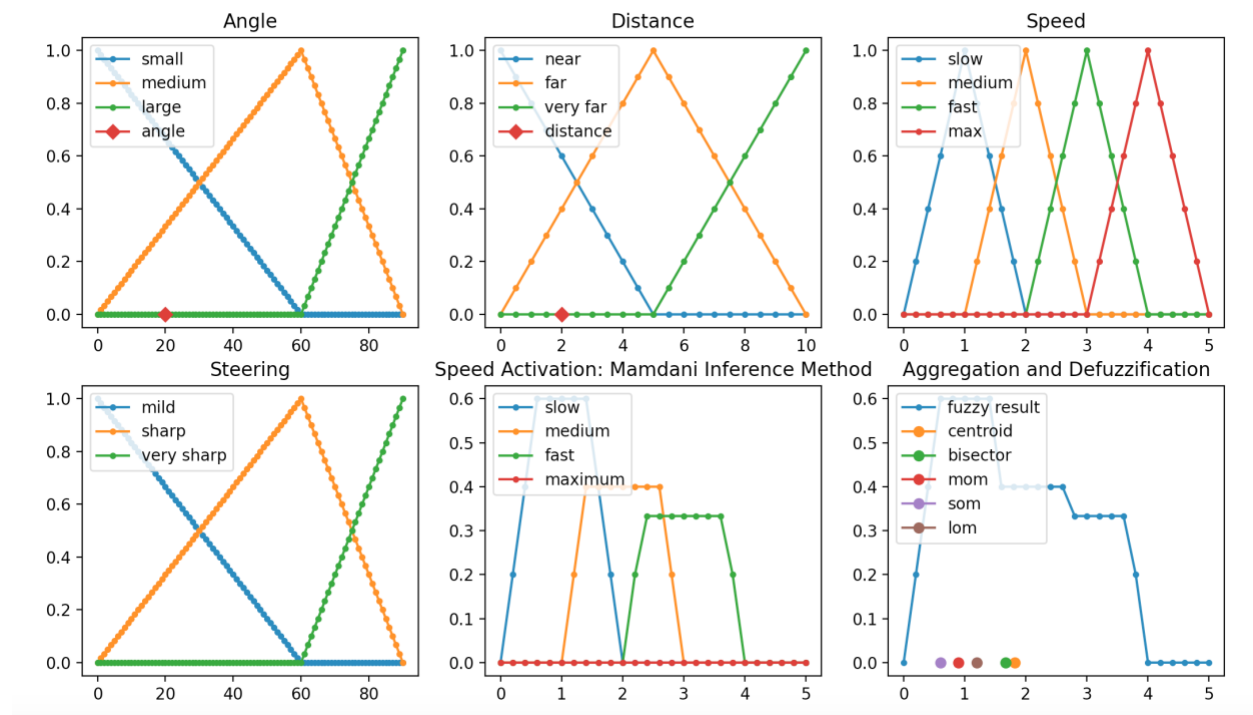 Angle
1.0
0.8
0.6
0.4
0.2
0.0
small
medium
large
angle
0 20 40 60 80
Distance
1.0
0.8
0.6
0.4
0.2
0.0
near
far
very far
distance
0 2 4 6 8 10
Speed
1.0
0.8
0.6
0.4
0.2
0.0
slow
medium
fast
max
0 1 2 3 4 5
Steering
1.0
0.8
0.6
0.4
0.2
0.0
mild
sharp
very sharp
0 20 40 60 80
Speed Activation: Mamdani Inference Method
0.6
0.5
0.4
0.3
0.2
0.1
0.0
slow
medium
fast
maximum
0 1 2 3 4 5
Aggregation and Defuzzification
0.6
0.5
0.4
0.3
0.2
0.1
0.0
fuzzy result
centroid
bisector
mom
som
lom
0 1 2 3 4 5